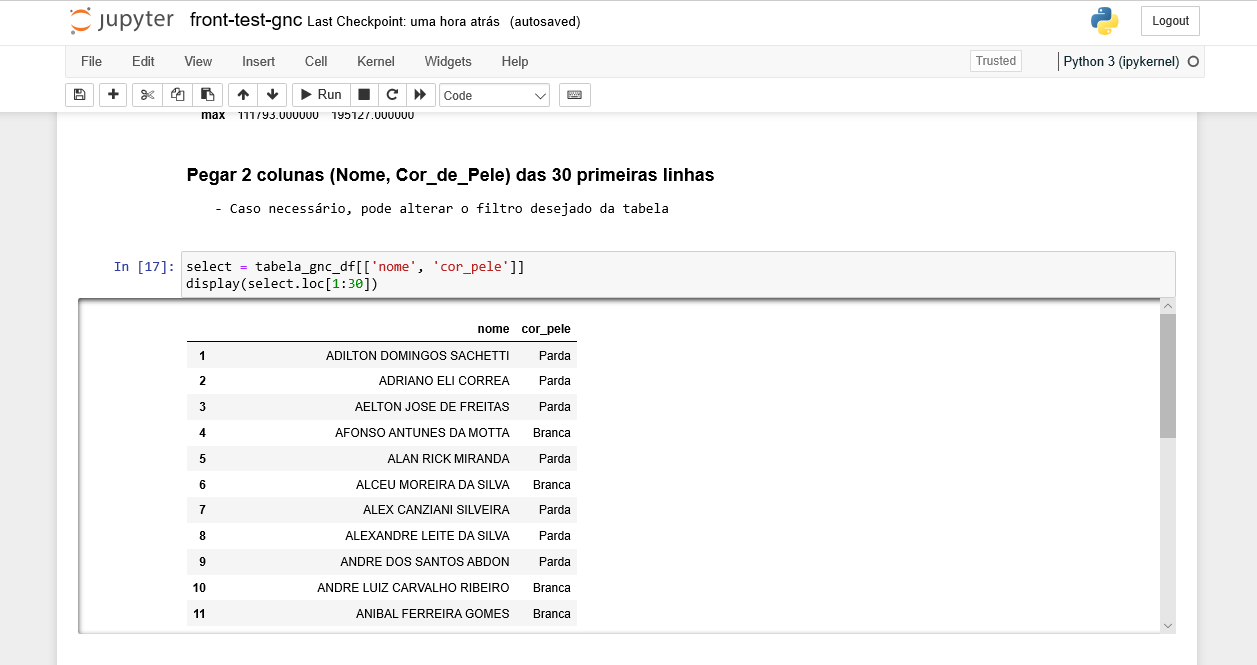 jupyter front-test-gnc Last Checkpoint: uma hora atrás (autosaved)
Logout
File Edit View Insert Cell Kernel Widgets Help Trusted Python 3 (ipykernel)
Run Code
max 111793.000000 195127.000000
Pegar 2 colunas (Nome, Cor_de_Pele) das 30 primeiras linhas
- Caso necessário, pode alterar o filtro desejado da tabela
In [17]: select = tabela_gnc_df[['nome', 'cor_pele']]
display(select.loc[1:30])
nome cor_pele
1 ADILTON DOMINGOS SACHETTI Parda
2 ADRIANO ELI CORREA Parda
3 AELTON JOSE DE FREITAS Parda
4 AFONSO ANTUNES DA MOTTA Branca
5 ALAN RICK MIRANDA Parda
6 ALCEU MOREIRA DA SILVA Branca
7 ALEX CANZIANI SILVEIRA Parda
8 ALEXANDRE LEITE DA SILVA Parda
9 ANDRE DOS SANTOS ABDON Parda
10 ANDRE LUIZ CARVALHO RIBEIRO Branca
11 ANIBAL FERREIRA GOMES Branca